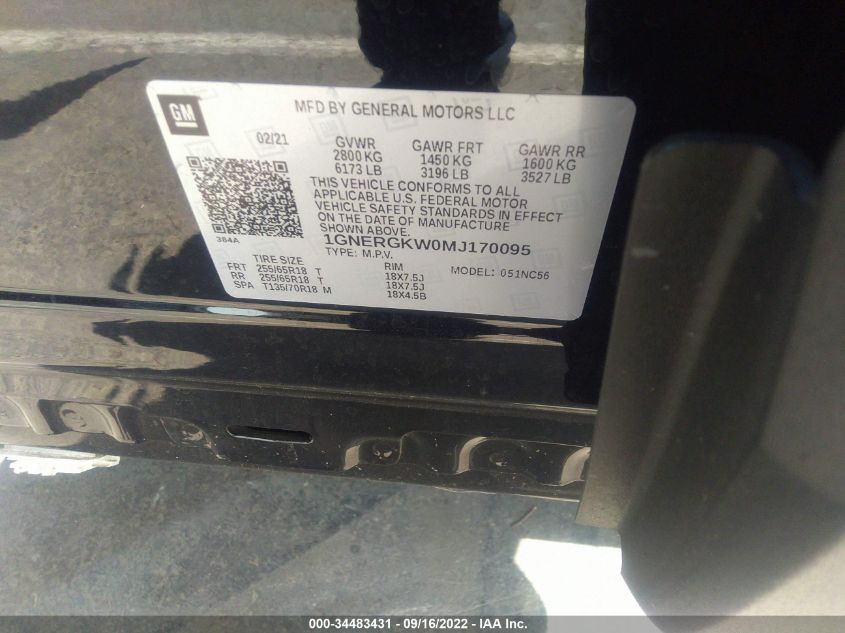 GM
MFD BY GENERAL MOTORS LLC
02/21
GVWR
2800 KG
6173 LB
GAWR FRT
1450 KG
3196 LB
GAWR RR
1600 KG
3527 LB
THIS VEHICLE CONFORMS TO ALL
APPLICABLE U.S. FEDERAL MOTOR
VEHICLE SAFETY STANDARDS IN EFFECT
ON THE DATE OF MANUFACTURE
SHOWN ABOVE.
384A
1GNERGKW0MJ170095
TYPE: M.P.V.
MODEL: 051NC56
TIRE SIZE RIM
FRT 255/65R18 T 18X7.5J
RR 255/65R18 T 18X7.5J
SPA T135/70R18 M 18X4.5B
000-34483431 - 09/16/2022 - IAA Inc.